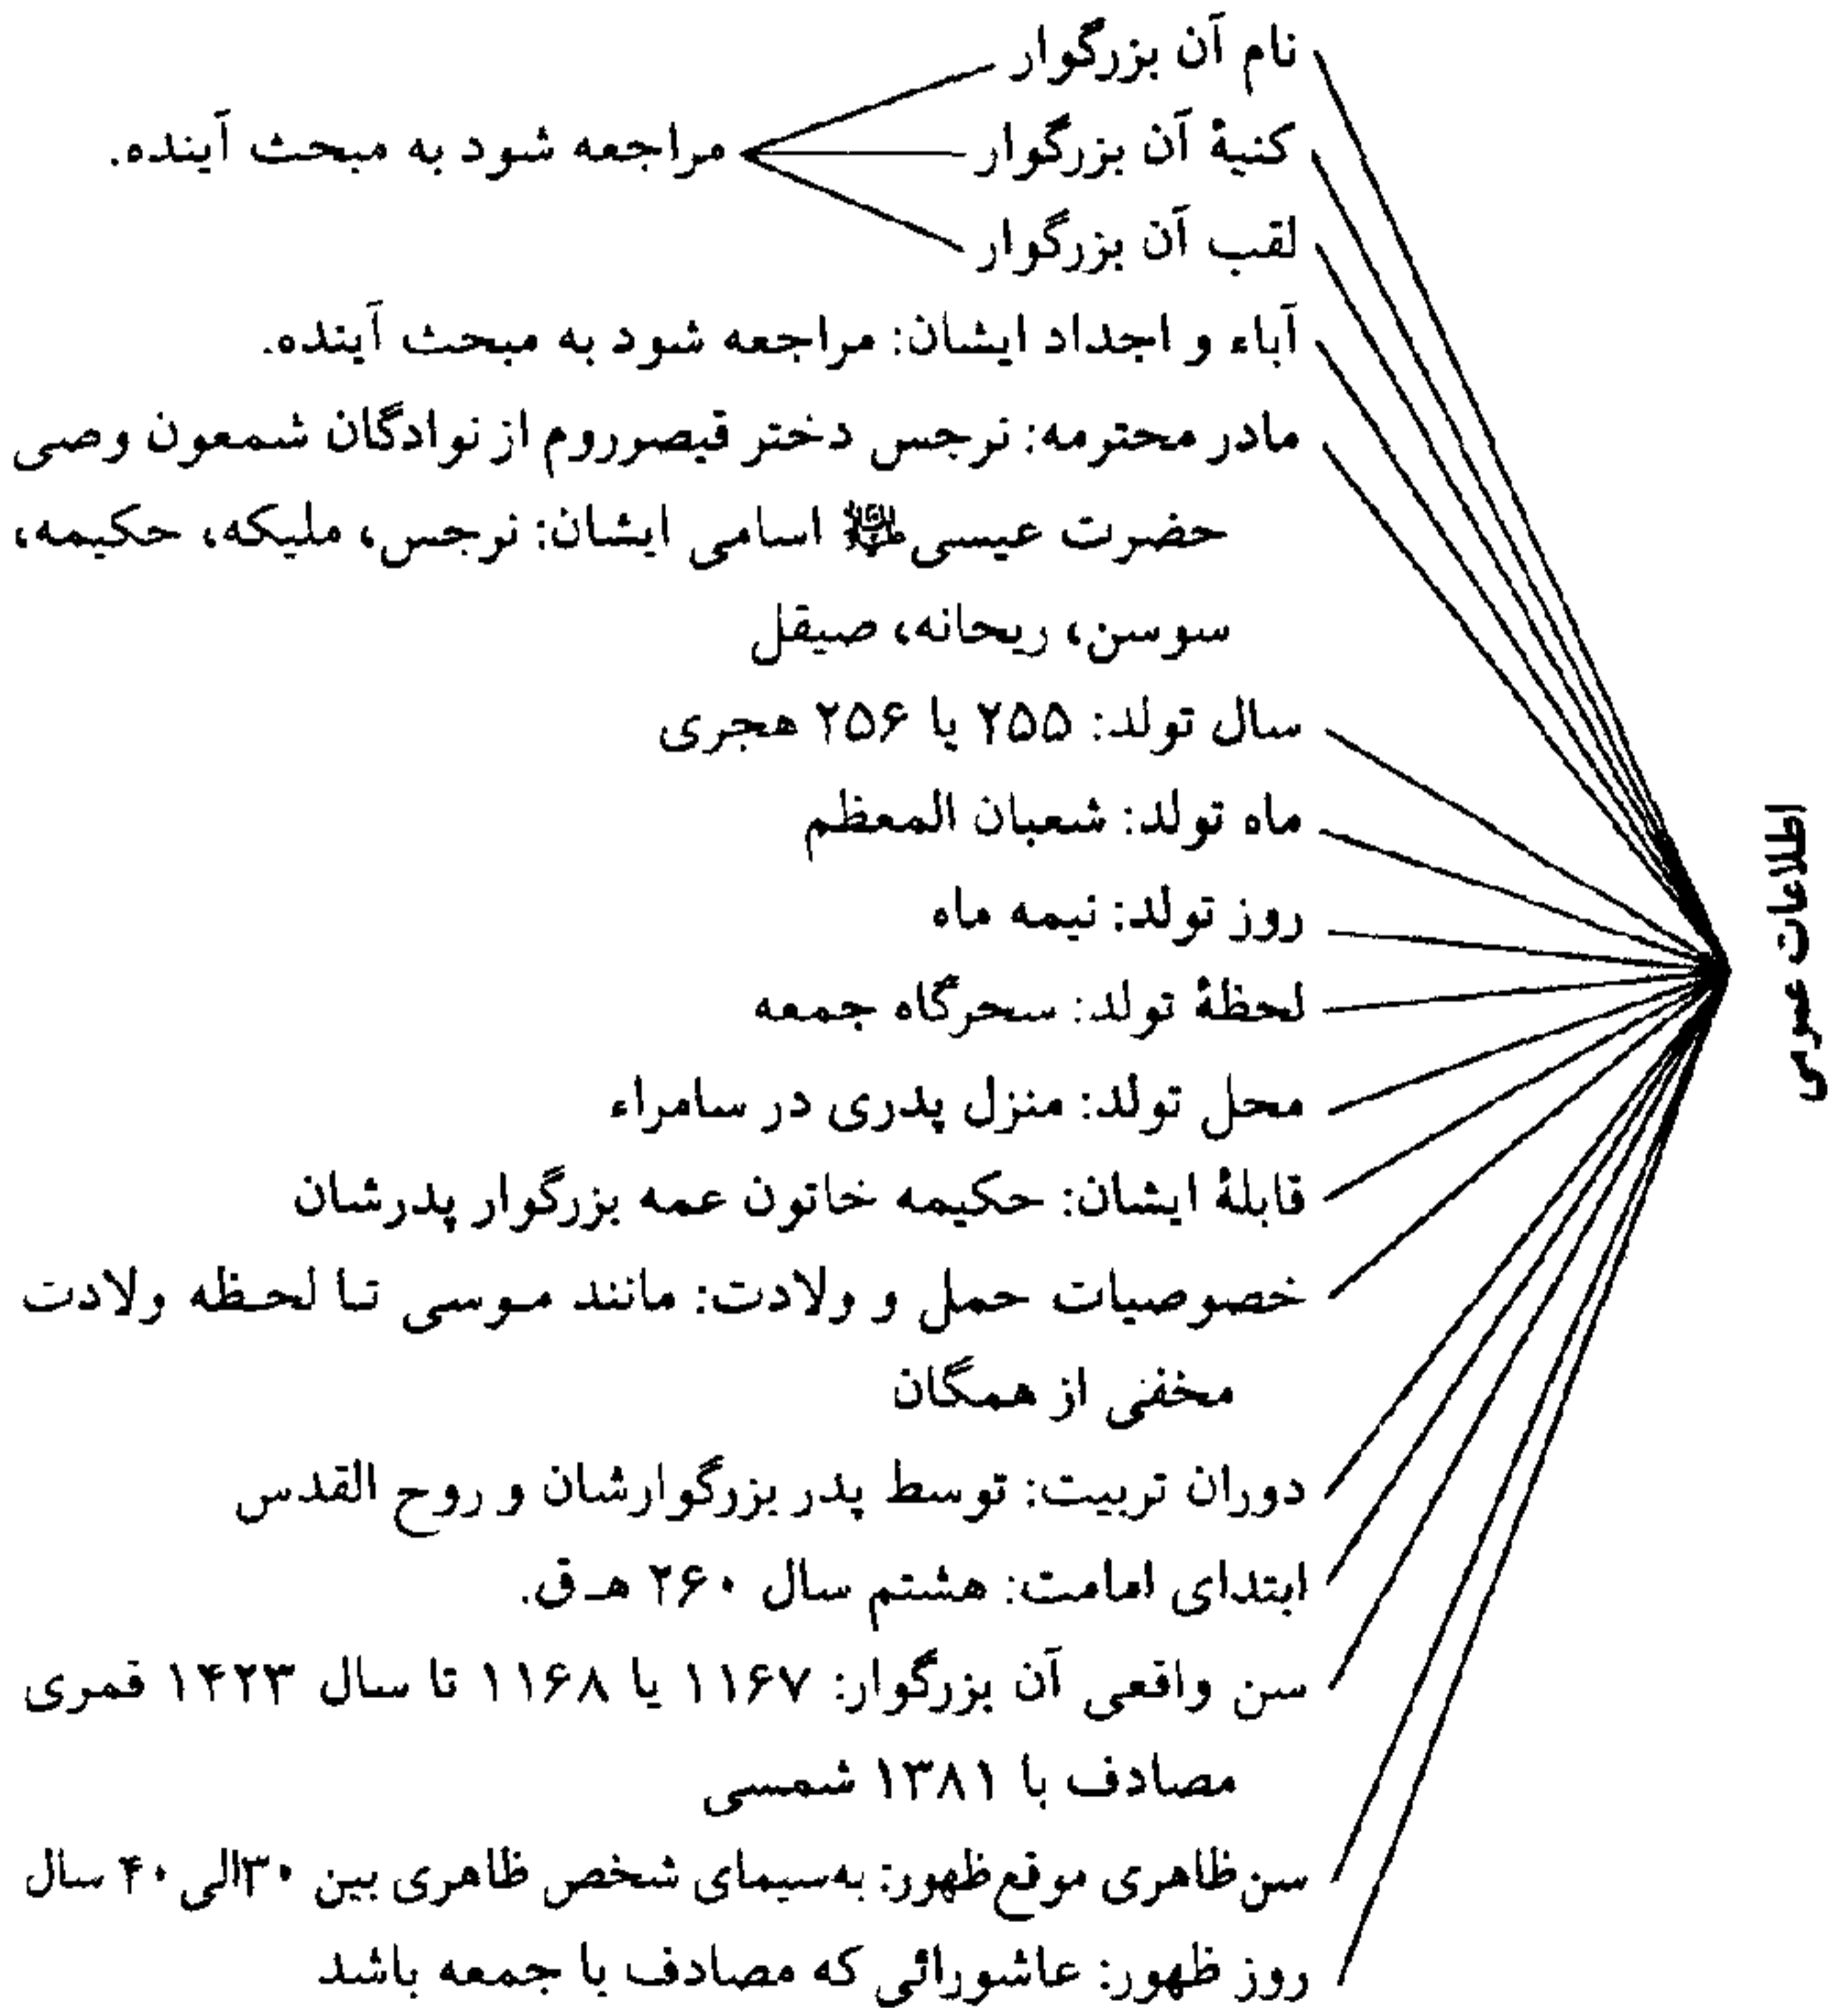 اطلاعات عمری
نام آن بزرگوار
کنیۀ آن بزرگوار
لقب آن بزرگوار
مراجعه شود به مبحث آینده.
آباء و اجداد ایشان: مراجعه شود به مبحث آینده.
مادر محترمه: نرجس دختر قیصرروم از نوادگان شمعون وصی
حضرت عیسی علیه‌السلام اسامی ایشان: نرجس، ملیکه، حکیمه،
سوسن، ریحانه، صیقل
سال تولد: ۲۵۵ یا ۲۵۶ هجری
ماه تولد: شعبان المعظم
روز تولد: نیمه ماه
لحظۀ تولد: سحرگاه جمعه
محل تولد: منزل پدری در سامراء
قابلۀ ایشان: حکیمه خاتون عمه بزرگوار پدرشان
خصوصیات حمل و ولادت: مانند موسی تا لحظه ولادت
مخفی از همگان
دوران تربیت: توسط پدر بزرگوارشان و روح القدس
ابتدای امامت: هشتم سال ۲۶۰ هـ‌ق.
سن واقعی آن بزرگوار: ۱۱۶۷ یا ۱۱۶۸ تا سال ۱۴۲۳ قمری
مصادف با ۱۳۸۱ شمسی
سن ظاهری موقع ظهور: به‌سیمای شخص ظاهری بین ۳۰ الی ۴۰ سال
روز ظهور: عاشورائی که مصادف با جمعه باشد